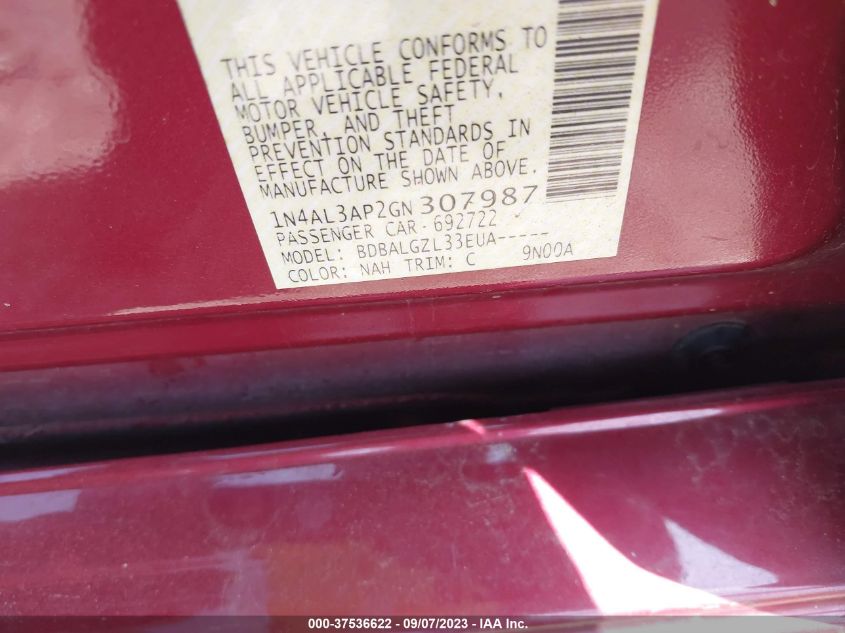 THIS VEHICLE CONFORMS TO
ALL APPLICABLE FEDERAL
MOTOR VEHICLE SAFETY,
BUMPER, AND THEFT
PREVENTION STANDARDS IN
EFFECT ON THE DATE OF
MANUFACTURE SHOWN ABOVE.
1N4AL3AP2GN 307987
PASSENGER CAR-692722
MODEL: BDBALGZL33EUA-----
COLOR: NAH TRIM: C 9N00A
000-37536622 - 09/07/2023 - IAA Inc.